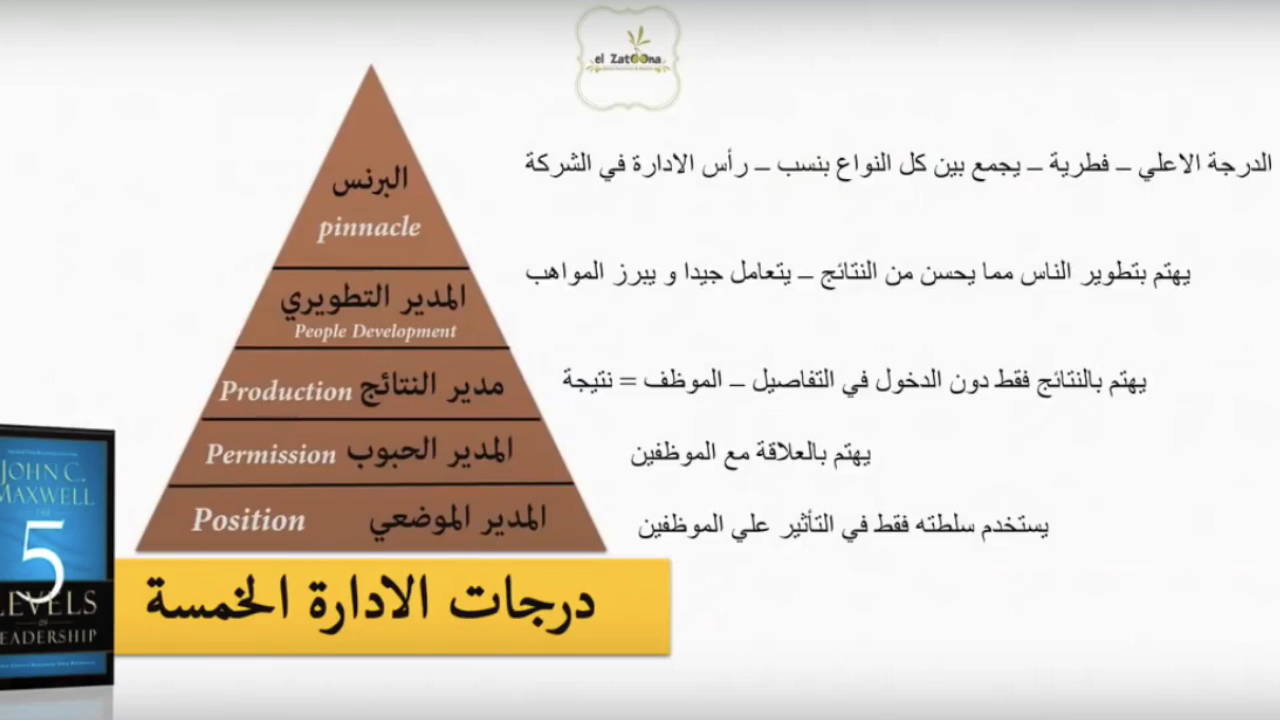 el ZatOOna
الدرجة الاعلي – فطرية – يجمع بين كل النواع بنسب – رأس الادارة في الشركة
البرنس
pinnacle
يهتم بتطوير الناس مما يحسن من النتائج – يتعامل جيدا و يبرز المواهب
المدير التطويري
People Development
يهتم بالنتائج فقط دون الدخول في التفاصيل – الموظف = نتيجة
مدير النتائج Production
يهتم بالعلاقة مع الموظفين
المدير الحبوب Permission
يستخدم سلطته فقط في التأثير علي الموظفين
المدير الموضعي Position
درجات الادارة الخمسة
JOHN C.
MAXWELL
THE
5
LEVELS
OF
LEADERSHIP